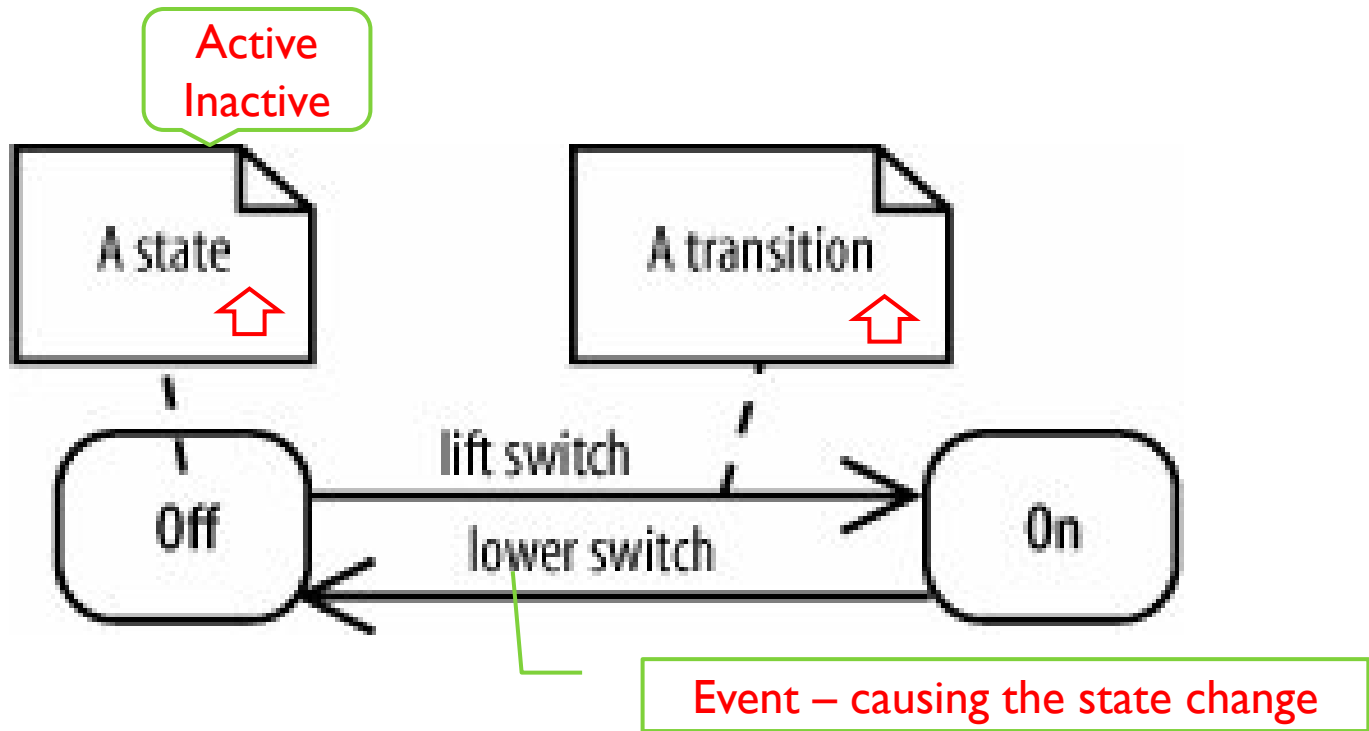 Active
Inactive
A state
A transition
lift switch
Off
lower switch
On
Event – causing the state change